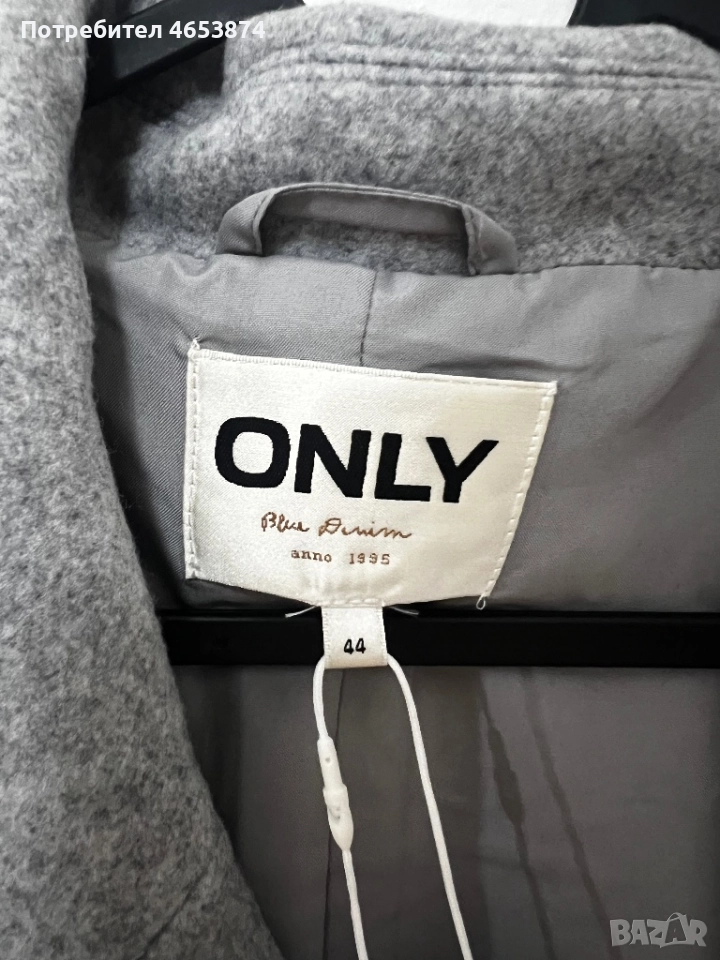 Потребител 4653874
ONLY
Blue Denim
anno 1995
44
BAZAR